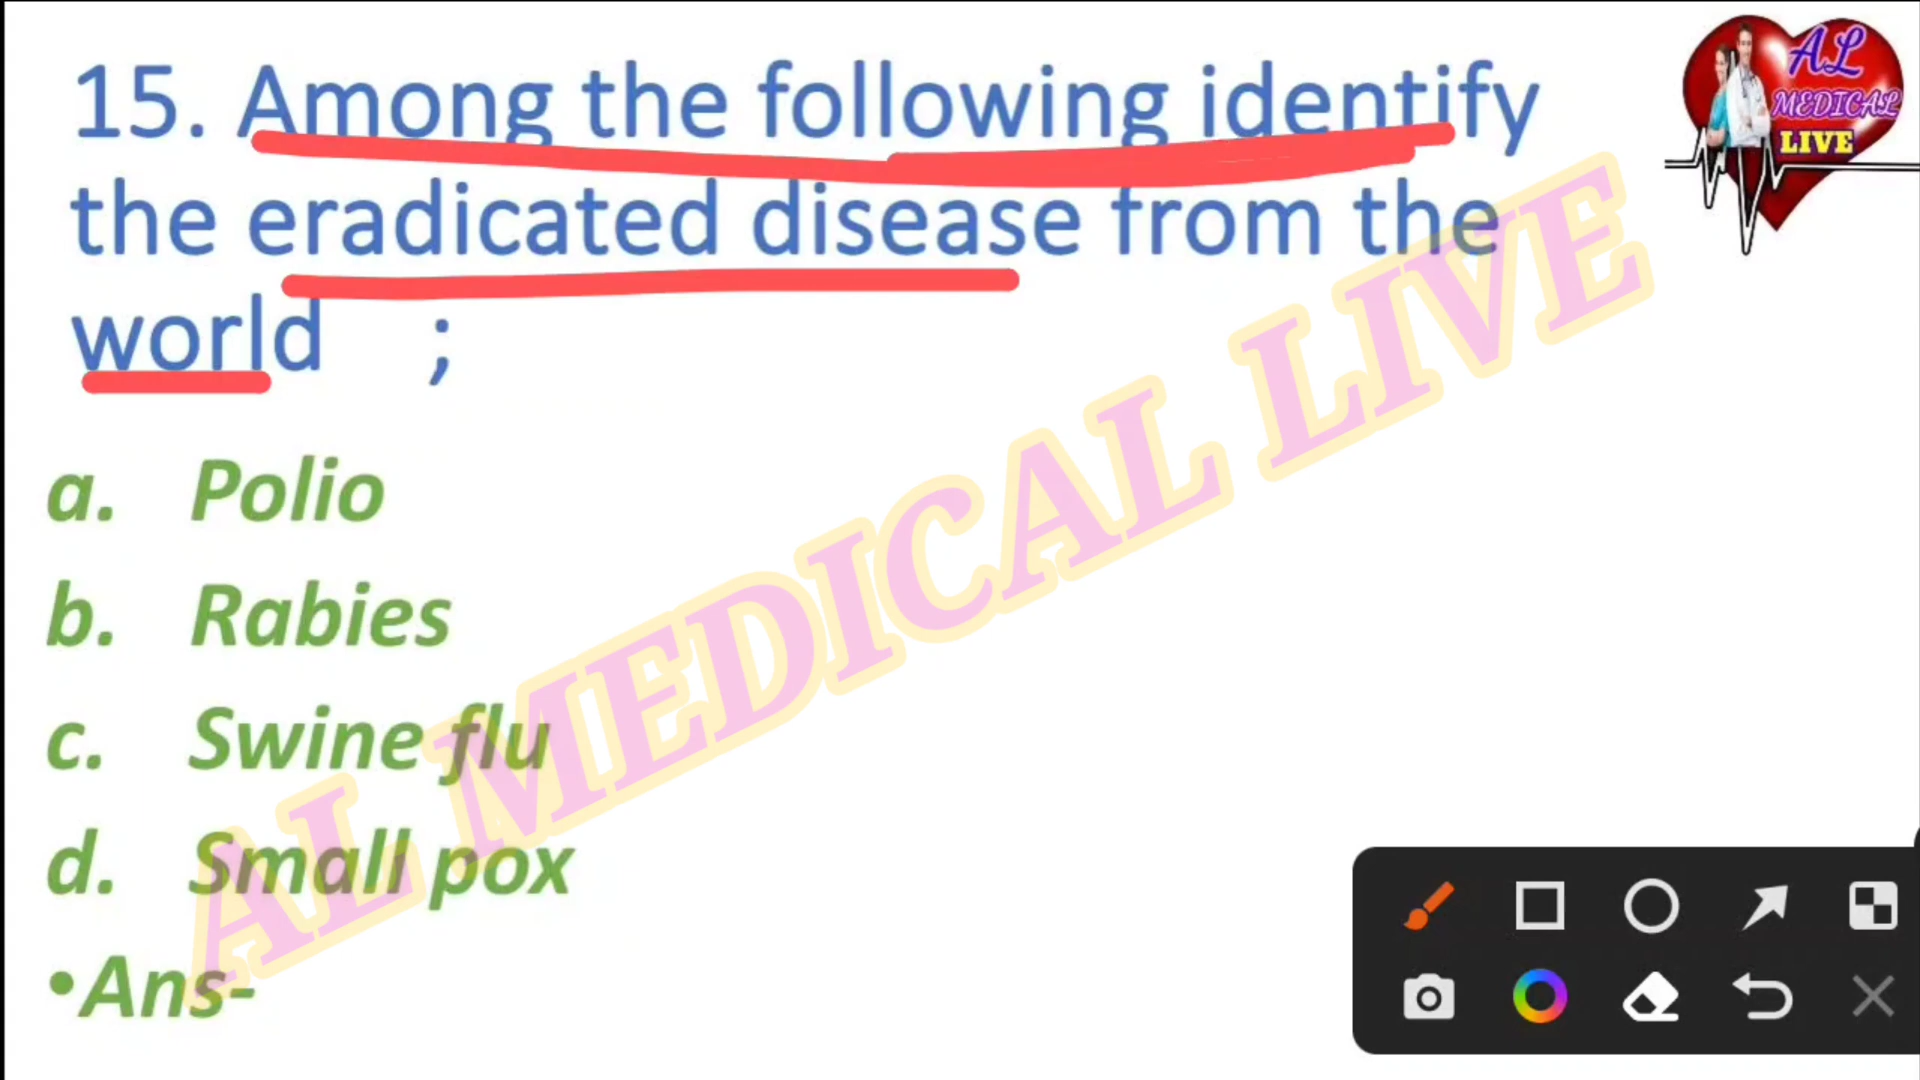 15. Among the following identify
the eradicated disease from the
world ;
a. Polio
b. Rabies
c. Swine flu
d. Small pox
•Ans-
AL
MEDICAL
LIVE
AL MEDICAL LIVE